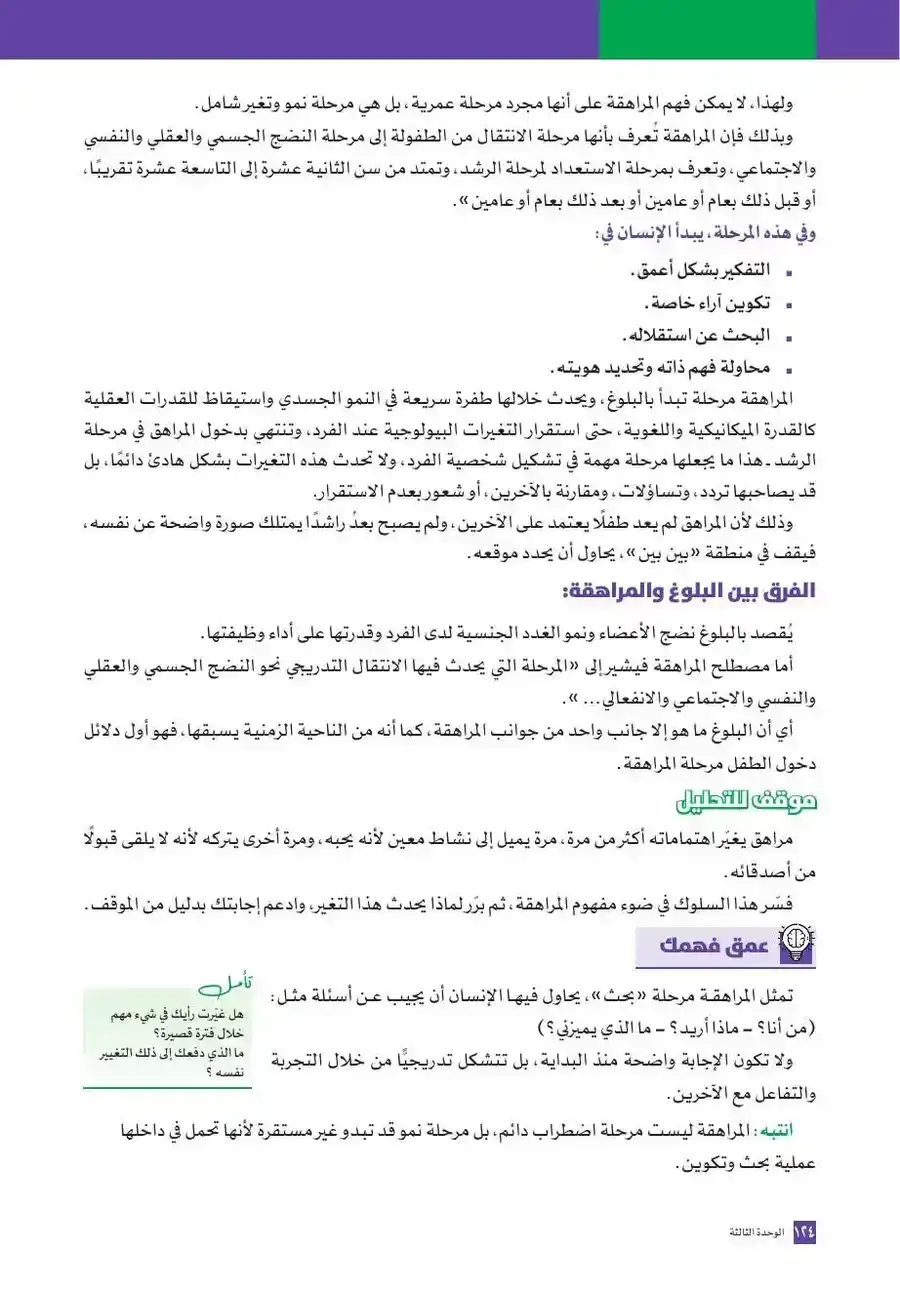 ولهذا، لا يمكن فهم المراهقة على أنها مجرد مرحلة عمرية، بل هي مرحلة نمو وتغير شامل.
وبذلك فإن المراهقة تُعرف بأنها مرحلة الانتقال من الطفولة إلى مرحلة النضج الجسمي والعقلي والنفسي
والاجتماعي، وتعرف بمرحلة الاستعداد لمرحلة الرشد، وتمتد من سن الثانية عشرة إلى التاسعة عشرة تقريبًا،
أو قبل ذلك بعام أو عامين أو بعد ذلك بعام أو عامين».
وفي هذه المرحلة، يبدأ الإنسان في:
▪ التفكير بشكل أعمق.
▪ تكوين آراء خاصة.
▪ البحث عن استقلاله.
▪ محاولة فهم ذاته وتحديد هويته.
المراهقة مرحلة تبدأ بالبلوغ، ويحدث خلالها طفرة سريعة في النمو الجسدي واستيقاظ للقدرات العقلية
كالقدرة الميكانيكية واللغوية، حتى استقرار التغيرات البيولوجية عند الفرد، وتنتهي بدخول المراهق في مرحلة
الرشد ـ هذا ما يجعلها مرحلة مهمة في تشكيل شخصية الفرد، ولا تحدث هذه التغيرات بشكل هادئ دائمًا، بل
قد يصاحبها تردد، وتساؤلات، ومقارنة بالآخرين، أو شعور بعدم الاستقرار.
وذلك لأن المراهق لم يعد طفلًا يعتمد على الآخرين، ولم يصبح بعدُ راشدًا يمتلك صورة واضحة عن نفسه،
فيقف في منطقة «بين بين»، يحاول أن يحدد موقعه.
الفرق بين البلوغ والمراهقة:
يُقصد بالبلوغ نضج الأعضاء ونمو الغدد الجنسية لدى الفرد وقدرتها على أداء وظيفتها.
أما مصطلح المراهقة فيشير إلى «المرحلة التي يحدث فيها الانتقال التدريجي نحو النضج الجسمي والعقلي
والنفسي والاجتماعي والانفعالي... ».
أي أن البلوغ ما هو إلا جانب واحد من جوانب المراهقة، كما أنه من الناحية الزمنية يسبقها، فهو أول دلائل
دخول الطفل مرحلة المراهقة.
موقف للتحليل
مراهق يغيّر اهتماماته أكثر من مرة، مرة يميل إلى نشاط معين لأنه يحبه، ومرة أخرى يتركه لأنه لا يلقى قبولًا
من أصدقائه.
فسّر هذا السلوك في ضوء مفهوم المراهقة، ثم برّر لماذا يحدث هذا التغير، وادعم إجابتك بدليل من الموقف.
عمق فهمك
تمثل المراهقة مرحلة «بحث»، يحاول فيها الإنسان أن يجيب عن أسئلة مثل:
(من أنا؟ – ماذا أريد؟ – ما الذي يميزني؟)
ولا تكون الإجابة واضحة منذ البداية، بل تتشكل تدريجيًّا من خلال التجربة
والتفاعل مع الآخرين.
تأمل
هل غيّرت رأيك في شيء مهم
خلال فترة قصيرة؟
ما الذي دفعك إلى ذلك التغيير
نفسه ؟
انتبه: المراهقة ليست مرحلة اضطراب دائم، بل مرحلة نمو قد تبدو غير مستقرة لأنها تحمل في داخلها
عملية بحث وتكوين.
١٢٤ الوحدة الثالثة